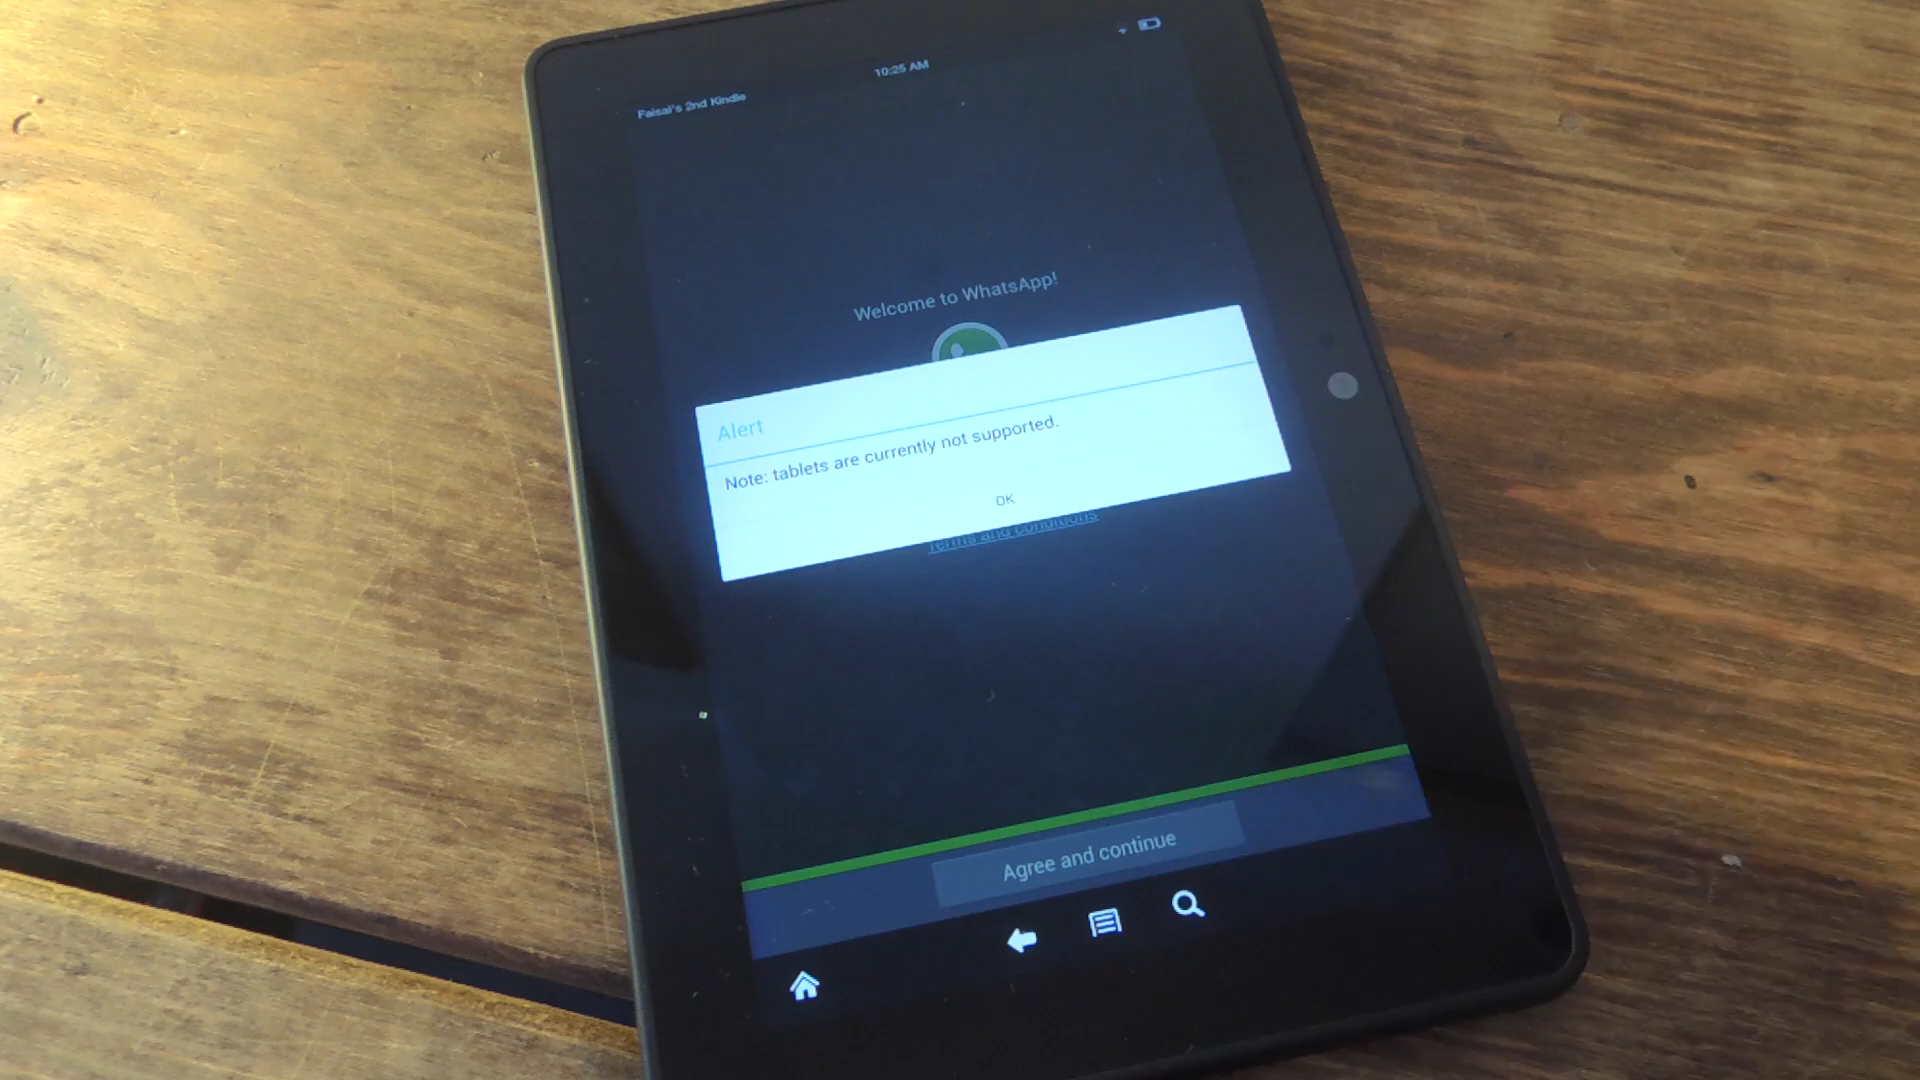 Faisal's 2nd Kindle
10:25 AM
Welcome to WhatsApp!
Alert
Note: tablets are currently not supported.
OK
Terms and conditions
Agree and continue